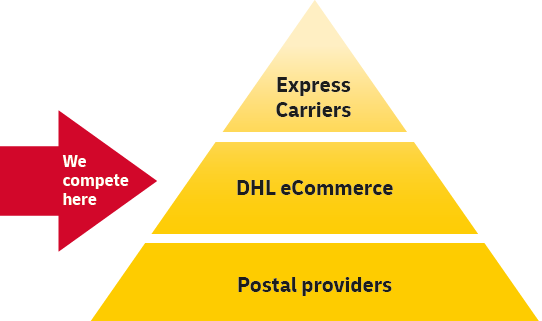 Express
Carriers
We
compete
here
DHL eCommerce
Postal providers